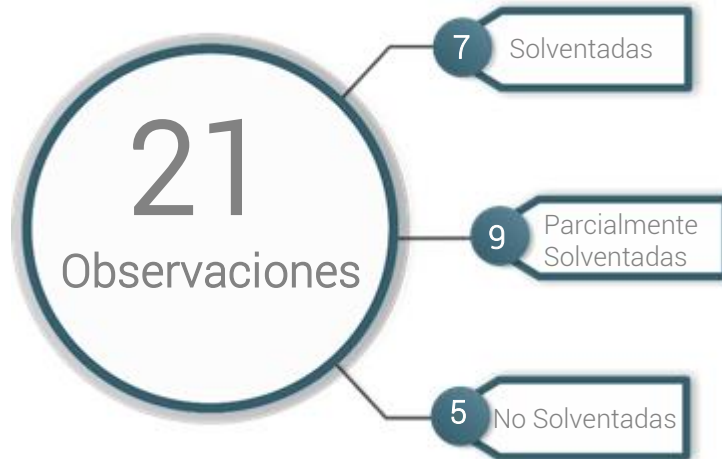 21
Observaciones
7
Solventadas
9
Parcialmente
Solventadas
5
No Solventadas